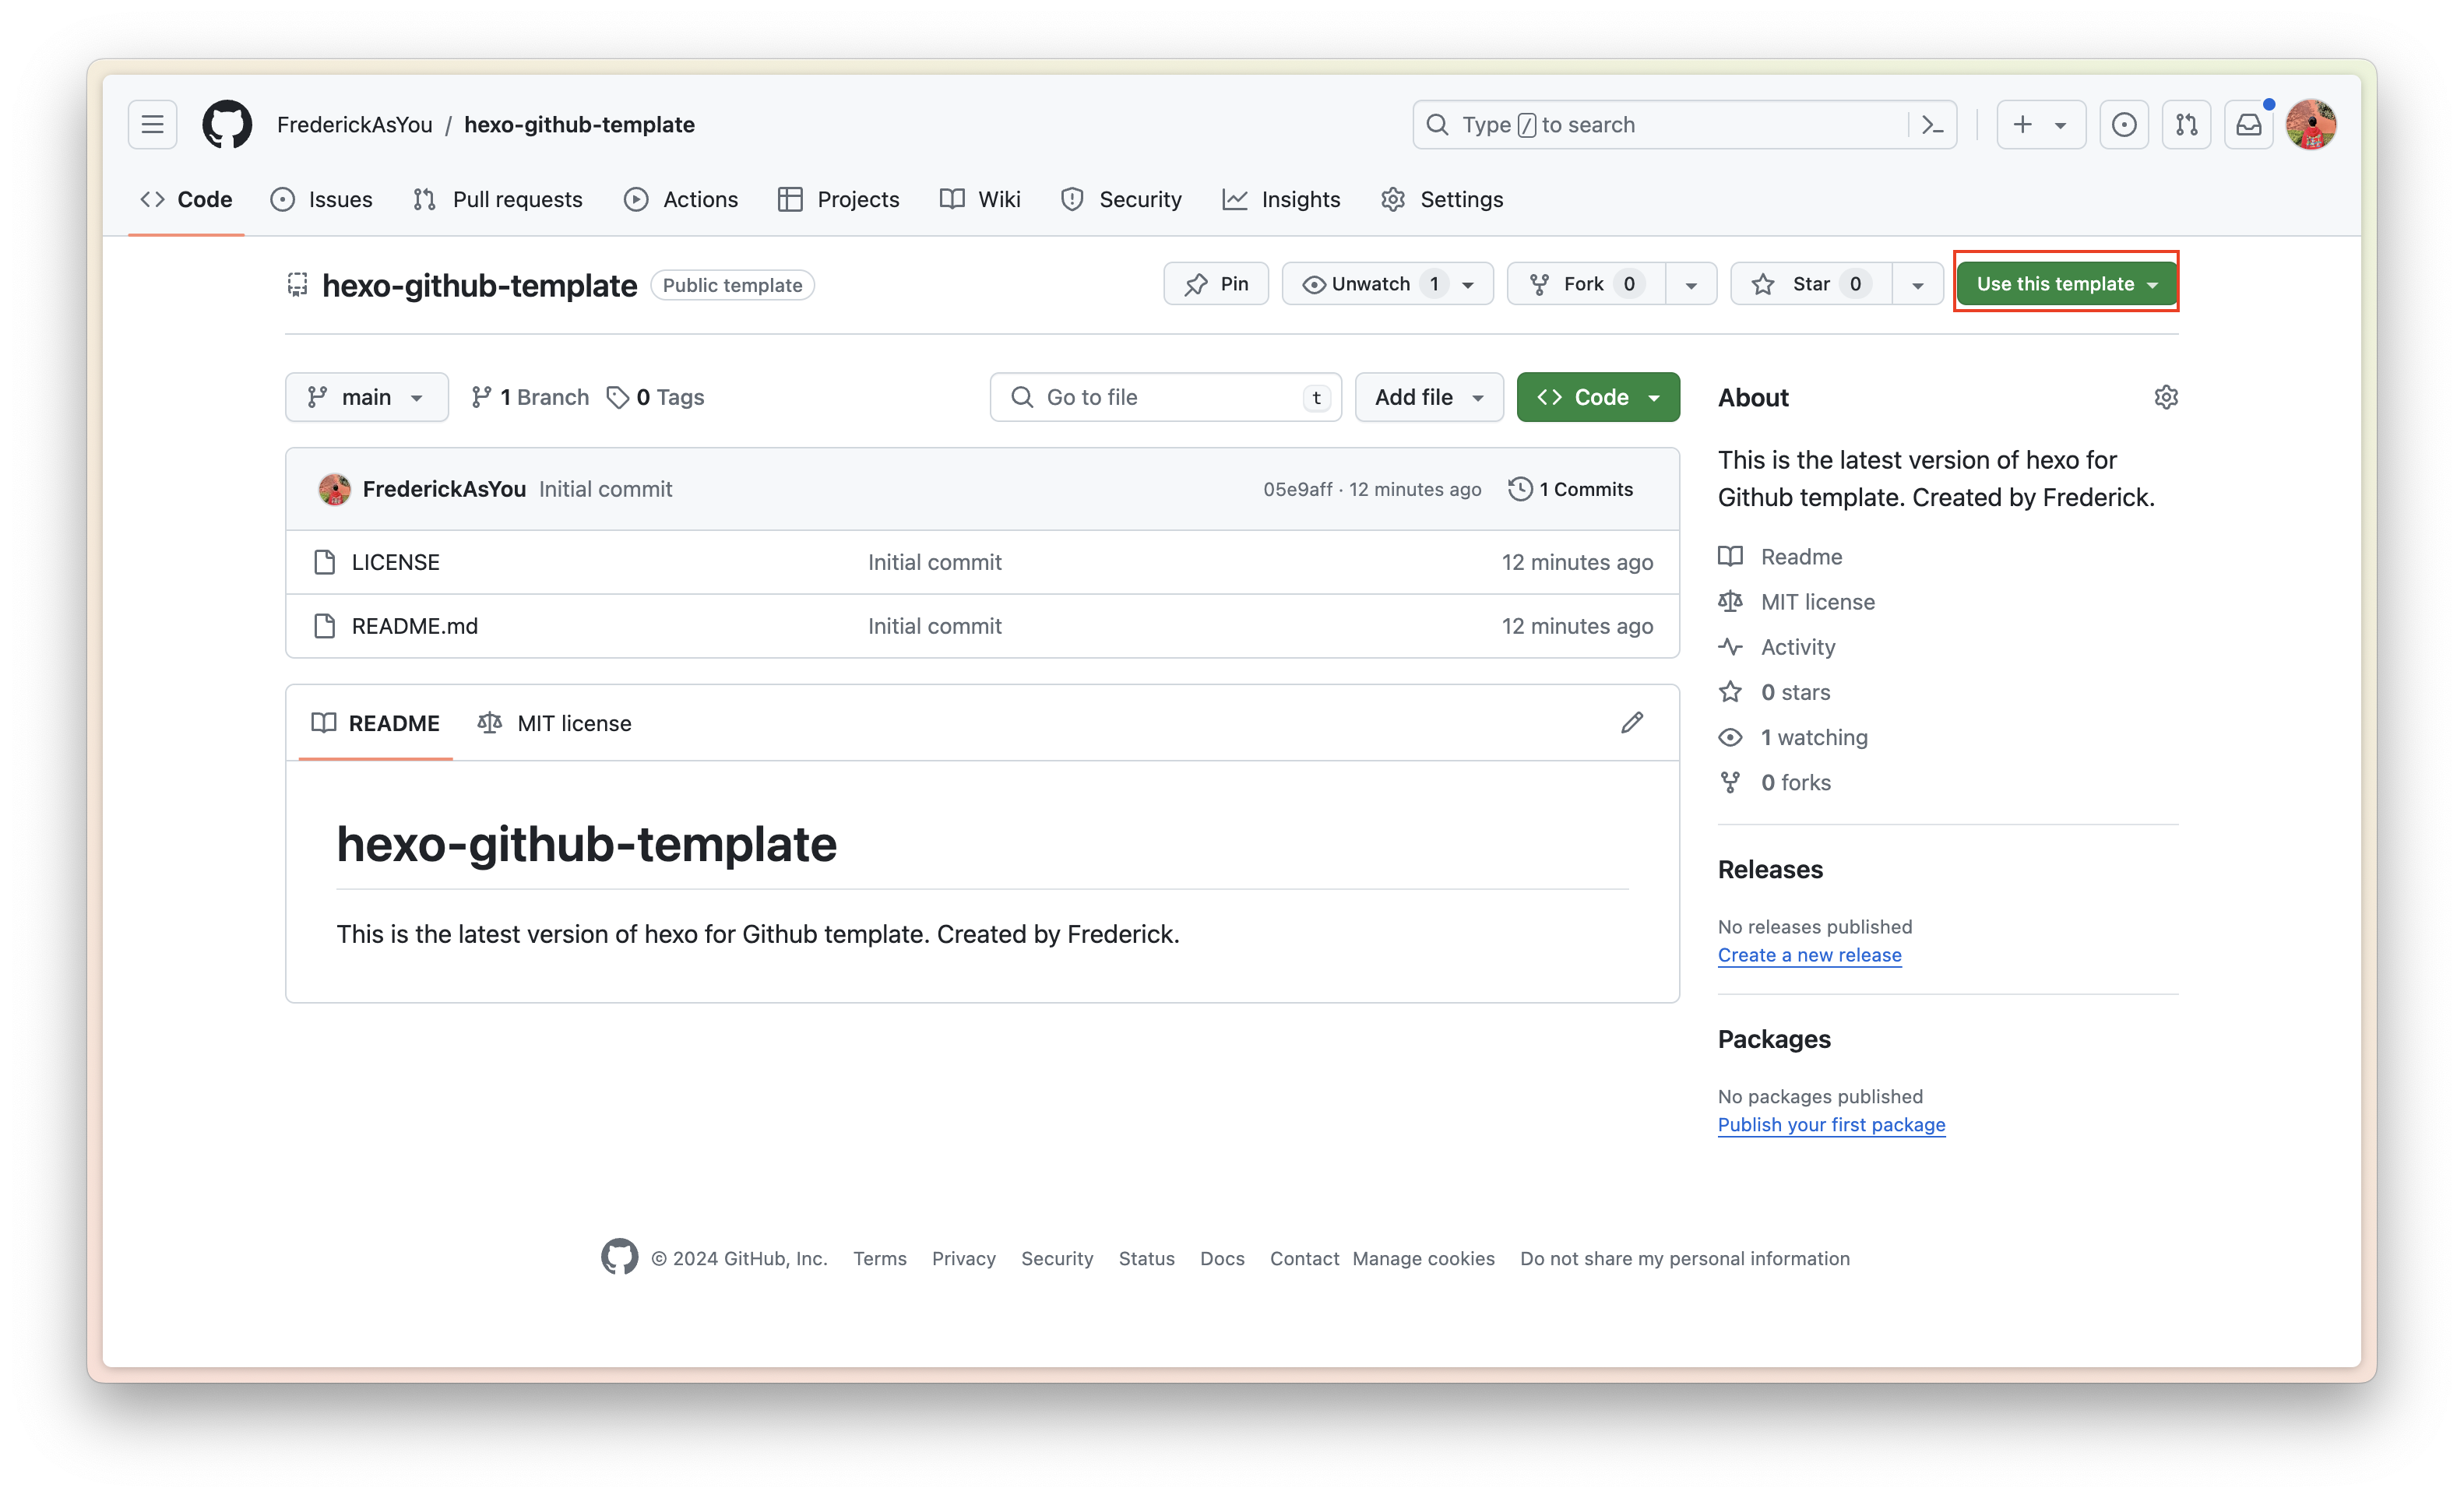 FrederickAsYou / hexo-github-template
Type / to search
Code
Issues
Pull requests
Actions
Projects
Wiki
Security
Insights
Settings
hexo-github-template
Public template
Pin
Unwatch 1
Fork 0
Star 0
Use this template
main
1 Branch
0 Tags
Go to file
t
Add file
Code
FrederickAsYou Initial commit
05e9aff · 12 minutes ago
1 Commits
LICENSE
Initial commit
12 minutes ago
README.md
Initial commit
12 minutes ago
README
MIT license
hexo-github-template
This is the latest version of hexo for Github template. Created by Frederick.
About
This is the latest version of hexo for
Github template. Created by Frederick.
Readme
MIT license
Activity
0 stars
1 watching
0 forks
Releases
No releases published
Create a new release
Packages
No packages published
Publish your first package
© 2024 GitHub, Inc.
Terms
Privacy
Security
Status
Docs
Contact
Manage cookies
Do not share my personal information